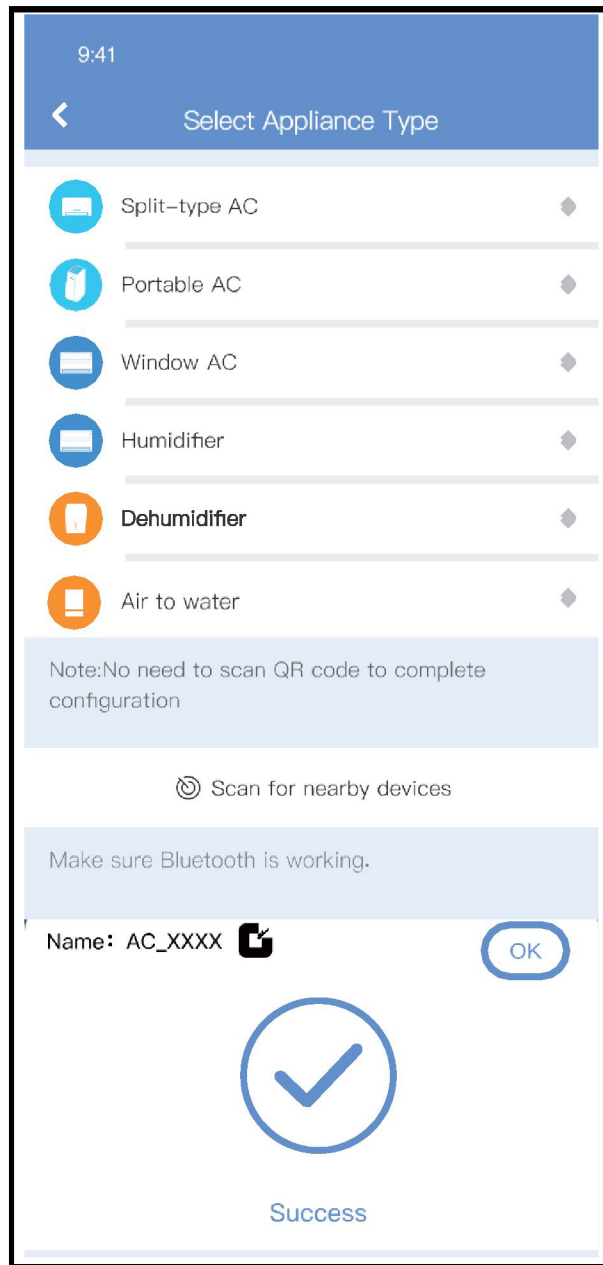 9:41
Select Appliance Type
Split-type AC
Portable AC
Window AC
Humidifier
Dehumidifier
Air to water
Note:No need to scan QR code to complete
configuration
Scan for nearby devices
Make sure Bluetooth is working.
Name: AC_XXXX
OK
Success